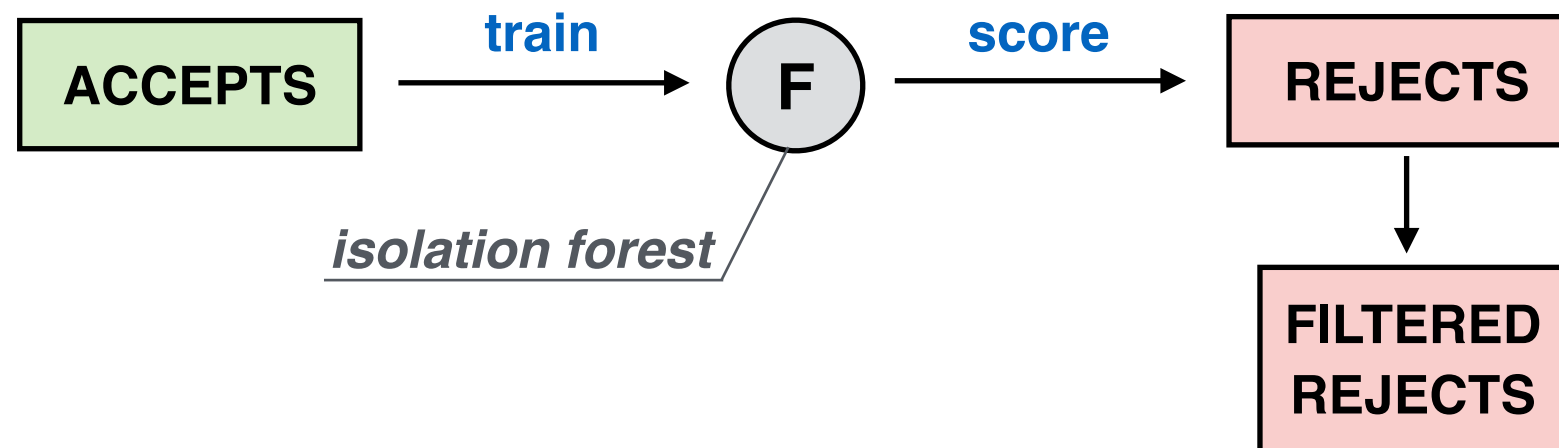 train
score
ACCEPTS
F
REJECTS
isolation forest
FILTERED
REJECTS